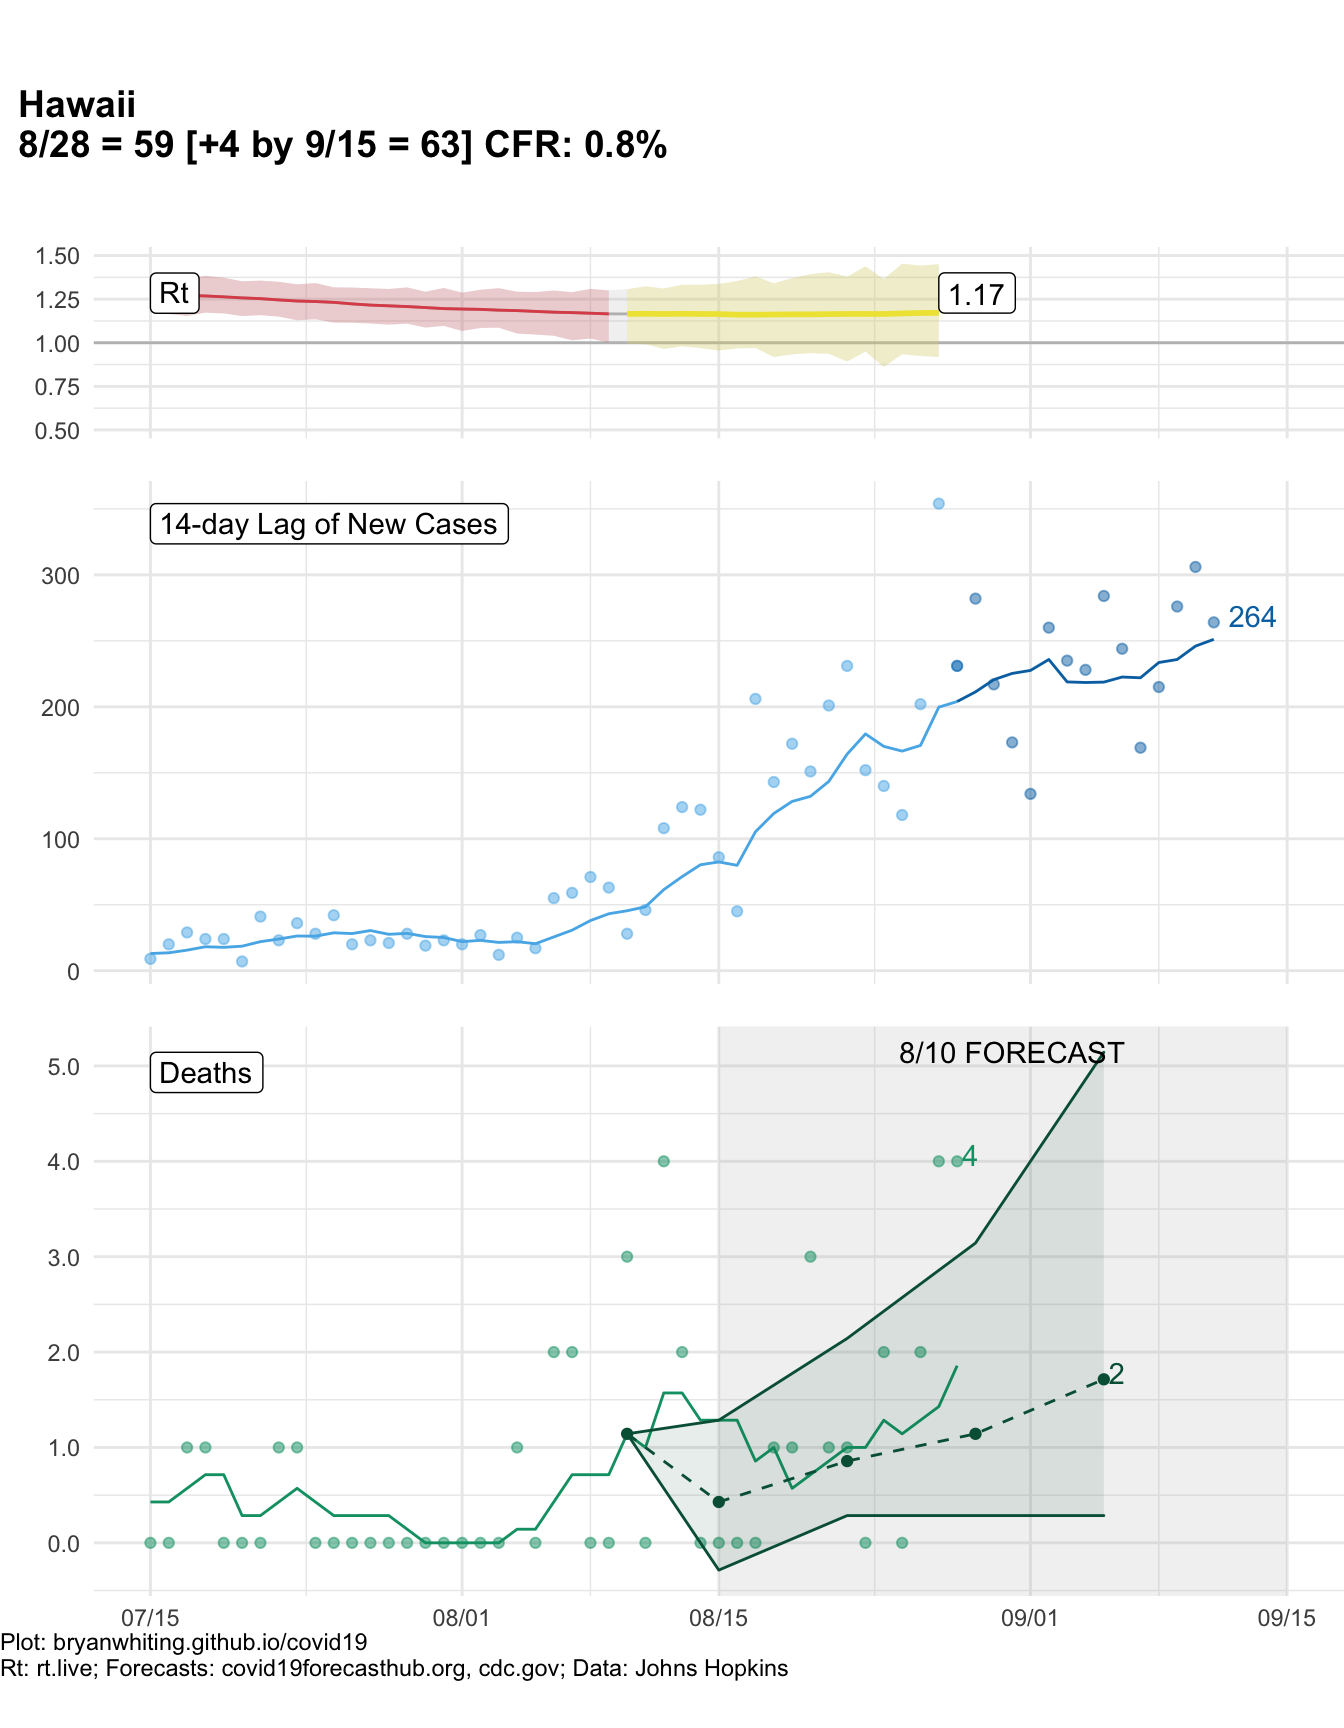 Hawaii
8/28 = 59 [+4 by 9/15 = 63] CFR: 0.8%
1.50
1.25
1.00
0.75
0.50
Rt
1.17
14-day Lag of New Cases
300
200
100
0
264
Deaths
8/10 FORECAST
5.0
4.0
3.0
2.0
1.0
0.0
4
2
07/15 08/01 08/15 09/01 09/15
Plot: bryanwhiting.github.io/covid19
Rt: rt.live; Forecasts: covid19forecasthub.org, cdc.gov; Data: Johns Hopkins